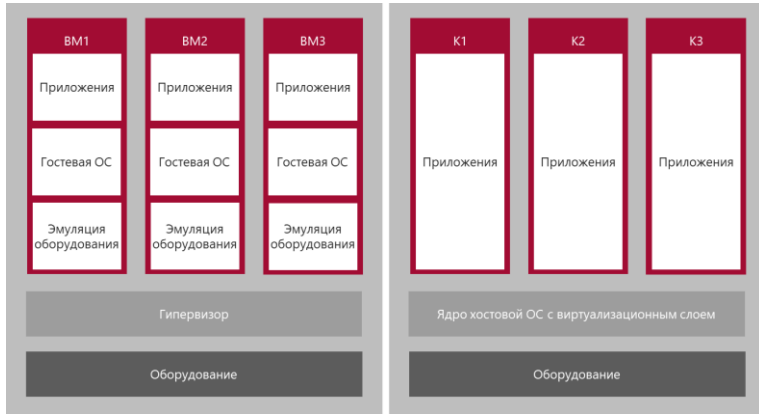 ВМ1
ВМ2
ВМ3
Приложения
Приложения
Приложения
Гостевая ОС
Гостевая ОС
Гостевая ОС
Эмуляция
оборудования
Эмуляция
оборудования
Эмуляция
оборудования
Гипервизор
Оборудование
К1
К2
К3
Приложения
Приложения
Приложения
Ядро хостовой ОС с виртуализационным слоем
Оборудование